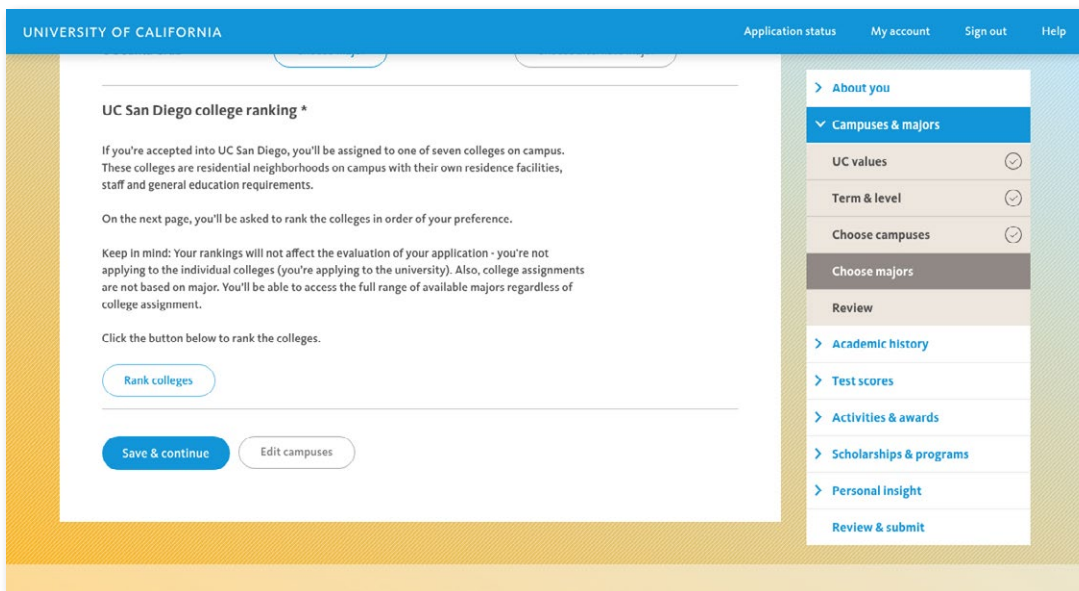 UNIVERSITY OF CALIFORNIA
Application status
My account
Sign out
Help
UC San Diego college ranking *
If you're accepted into UC San Diego, you'll be assigned to one of seven colleges on campus.
These colleges are residential neighborhoods on campus with their own residence facilities,
staff and general education requirements.
On the next page, you'll be asked to rank the colleges in order of your preference.
Keep in mind: Your rankings will not affect the evaluation of your application - you're not
applying to the individual colleges (you're applying to the university). Also, college assignments
are not based on major. You'll be able to access the full range of available majors regardless of
college assignment.
Click the button below to rank the colleges.
Rank colleges
Save & continue
Edit campuses
About you
Campuses & majors
UC values
Term & level
Choose campuses
Choose majors
Review
Academic history
Test scores
Activities & awards
Scholarships & programs
Personal insight
Review & submit